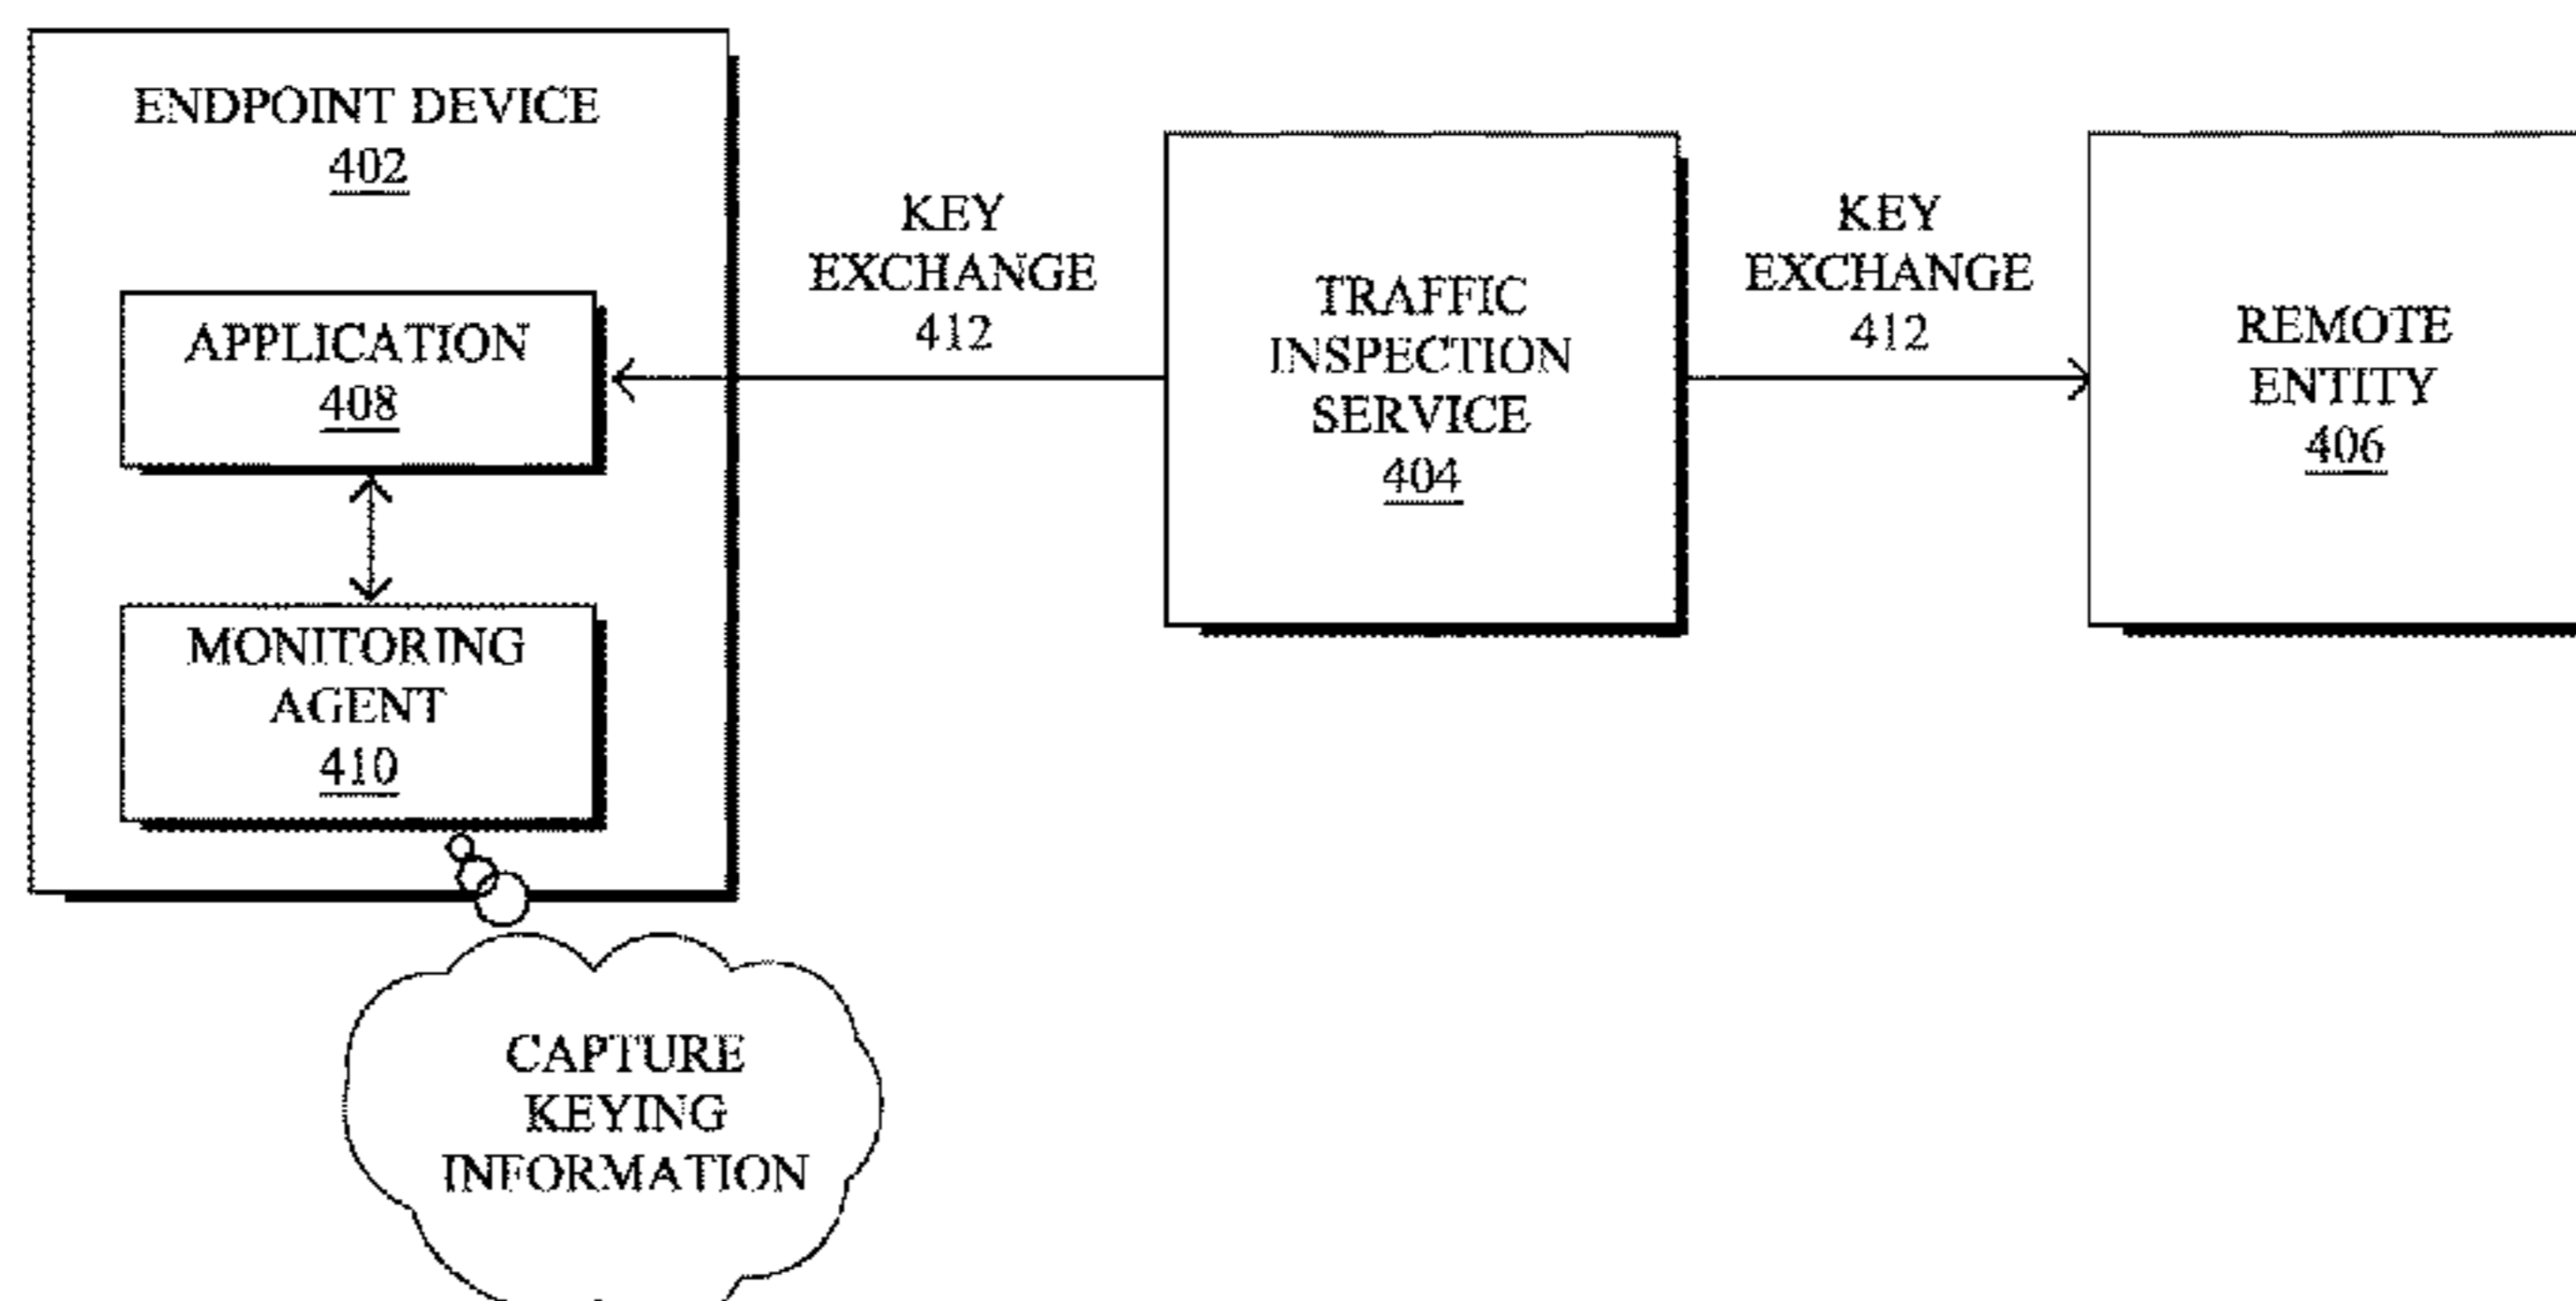 ENDPOINT DEVICE
402
APPLICATION
408
MONITORING
AGENT
410
CAPTURE
KEYING
INFORMATION
KEY
EXCHANGE
412
TRAFFIC
INSPECTION
SERVICE
404
KEY
EXCHANGE
412
REMOTE
ENTITY
406